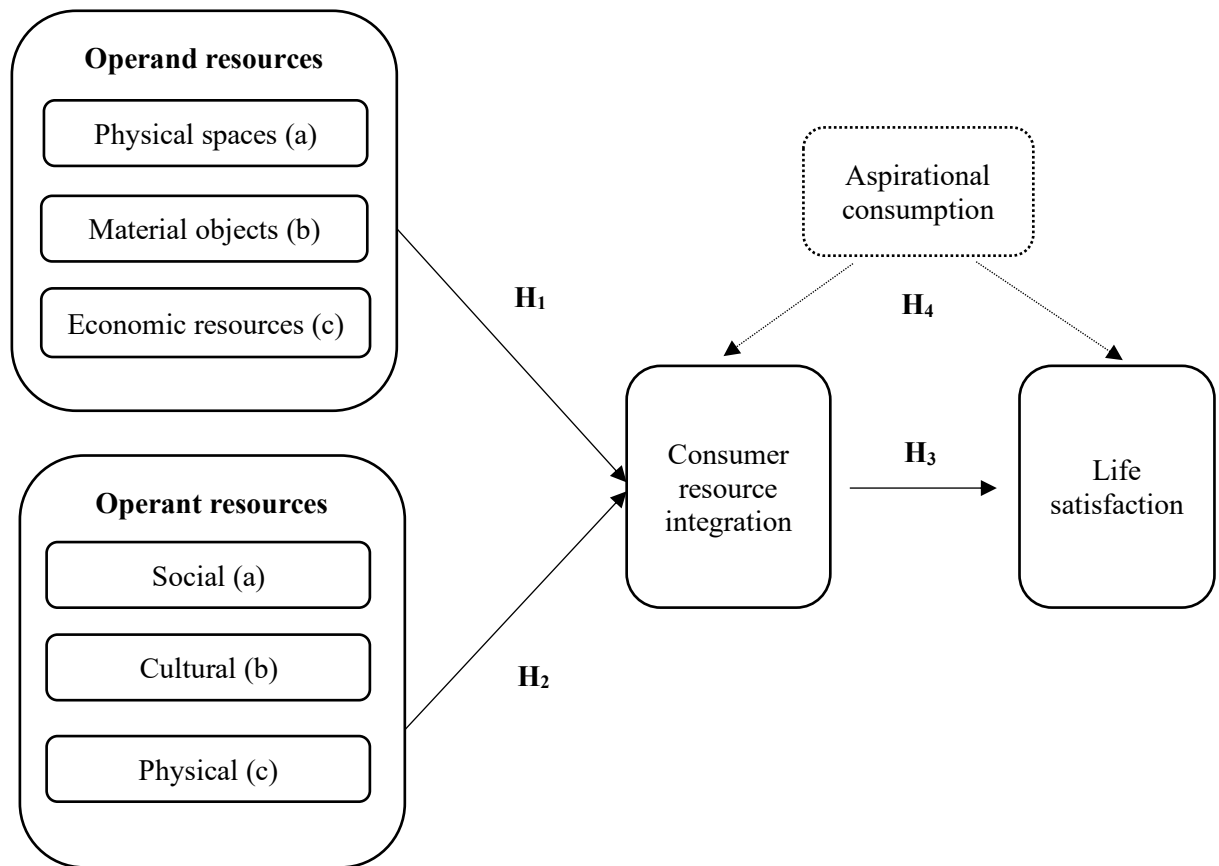 Operand resources
Physical spaces (a)
Material objects (b)
Economic resources (c)
H₁
Aspirational
consumption
H₄
Consumer
resource
integration
H₃
Life
satisfaction
Operant resources
Social (a)
Cultural (b)
Physical (c)
H₂